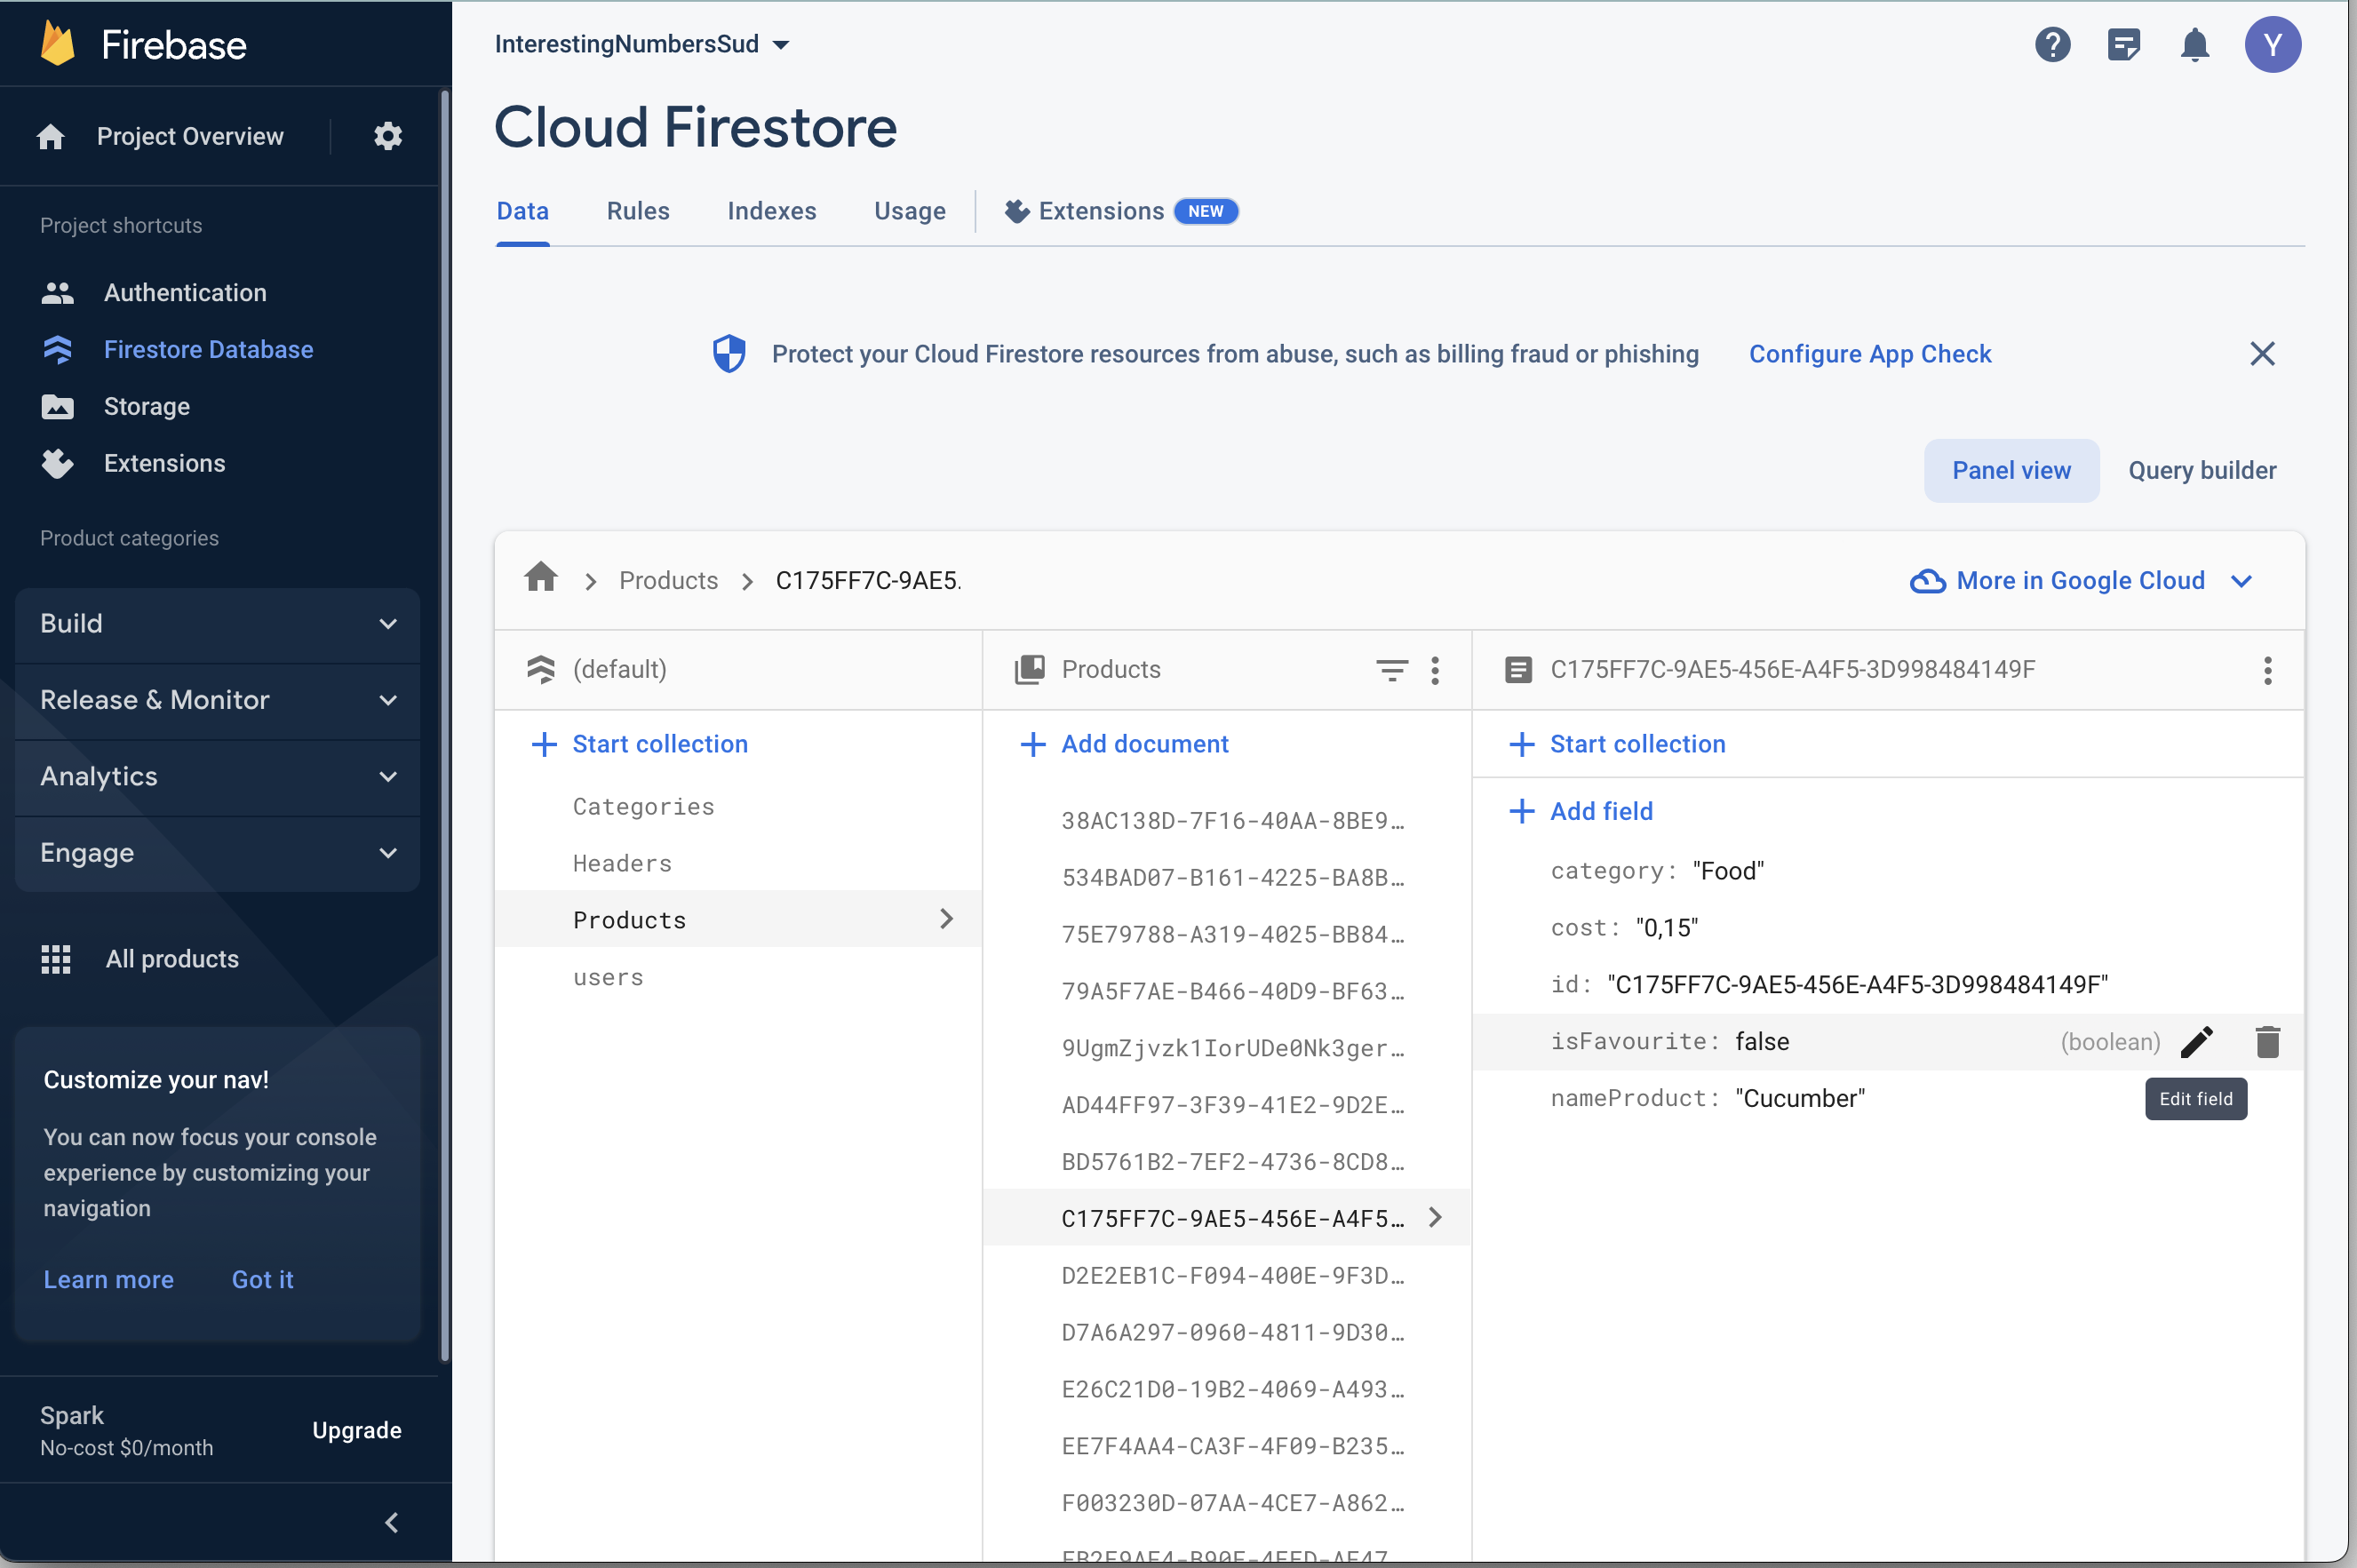 Firebase
Project Overview
Project shortcuts
Authentication
Firestore Database
Storage
Extensions
Product categories
Build
Release & Monitor
Analytics
Engage
All products
Customize your nav!
You can now focus your console
experience by customizing your
navigation
Learn more Got it
Spark
No-cost $0/month
Upgrade
InterestingNumbersSud
Y
Cloud Firestore
Data Rules Indexes Usage Extensions NEW
Protect your Cloud Firestore resources from abuse, such as billing fraud or phishing Configure App Check
Panel view Query builder
Products C175FF7C-9AE5.
More in Google Cloud
(default)
Start collection
Categories
Headers
Products
users
Products
Add document
38AC138D-7F16-40AA-8BE9…
534BAD07-B161-4225-BA8B…
75E79788-A319-4025-BB84…
79A5F7AE-B466-40D9-BF63…
9UgmZjvzk1IorUDe0Nk3ger…
AD44FF97-3F39-41E2-9D2E…
BD5761B2-7EF2-4736-8CD8…
C175FF7C-9AE5-456E-A4F5…
D2E2EB1C-F094-400E-9F3D…
D7A6A297-0960-4811-9D30…
E26C21D0-19B2-4069-A493…
EE7F4AA4-CA3F-4F09-B235…
F003230D-07AA-4CE7-A862…
C175FF7C-9AE5-456E-A4F5-3D998484149F
Start collection
Add field
category: "Food"
cost: "0,15"
id: "C175FF7C-9AE5-456E-A4F5-3D998484149F"
isFavourite: false (boolean)
nameProduct: "Cucumber"
Edit field